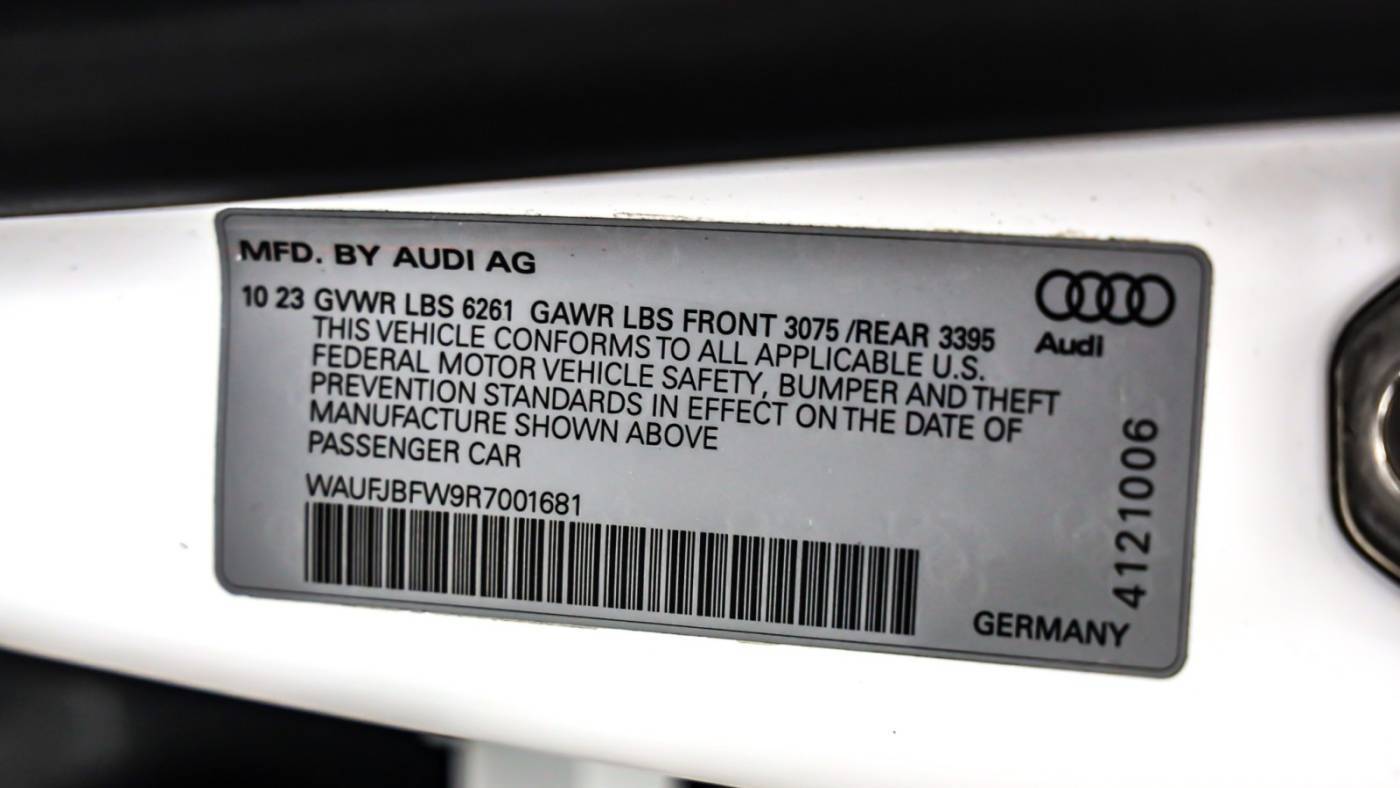 MFD. BY AUDI AG
10 23 GVWR LBS 6261 GAWR LBS FRONT 3075 /REAR 3395
THIS VEHICLE CONFORMS TO ALL APPLICABLE U.S.
FEDERAL MOTOR VEHICLE SAFETY, BUMPER AND THEFT
PREVENTION STANDARDS IN EFFECT ON THE DATE OF
MANUFACTURE SHOWN ABOVE
PASSENGER CAR
WAUFJBFW9R7001681
Audi
4121006
GERMANY